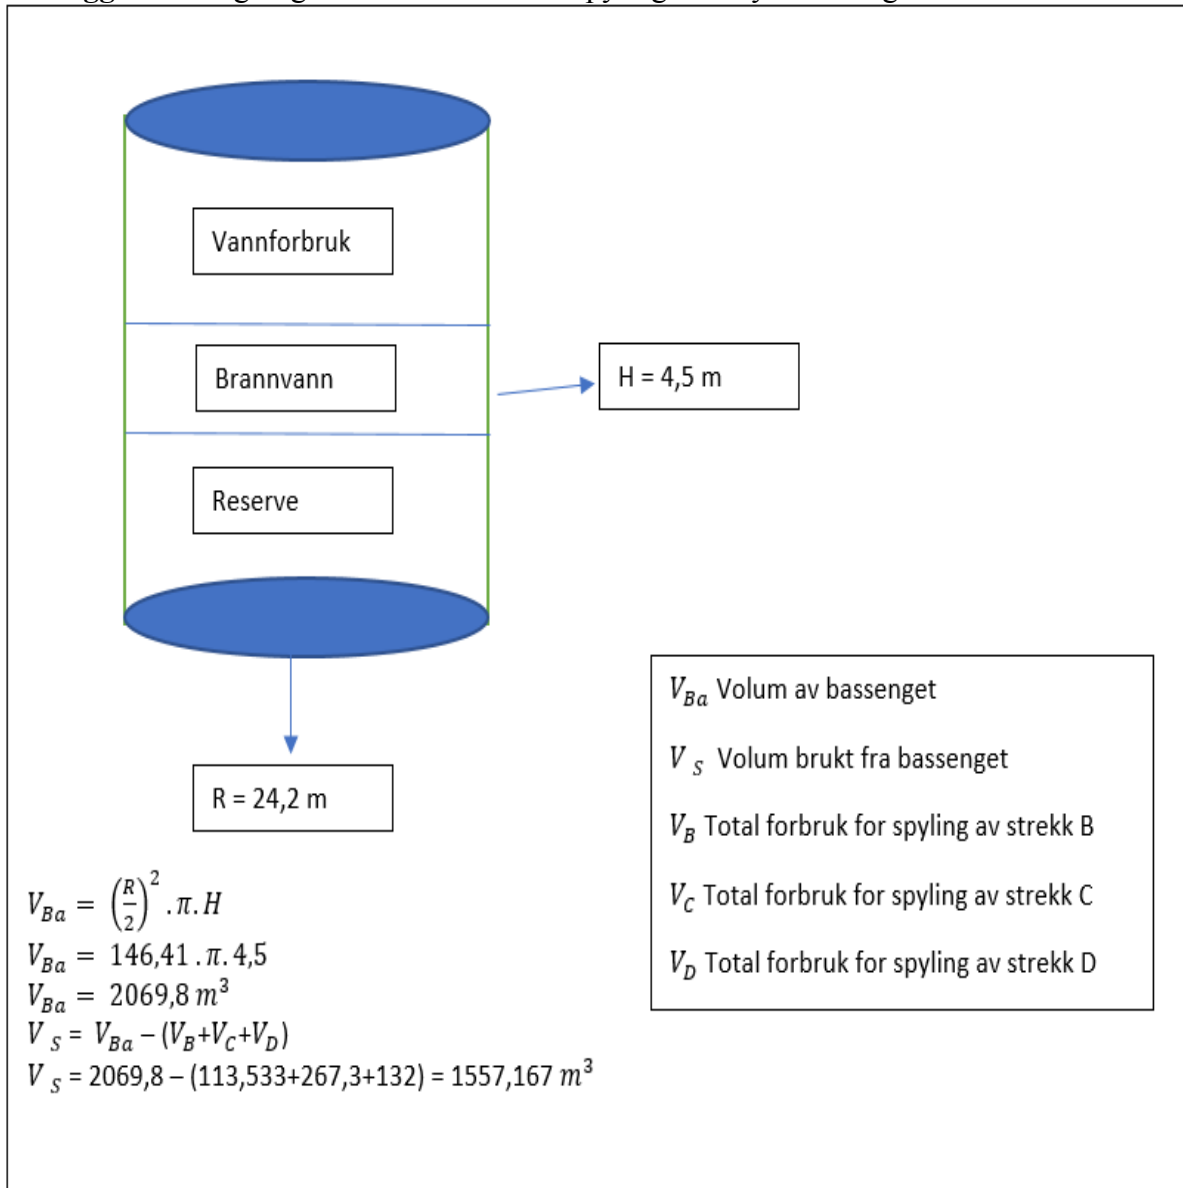 Vannforbruk
Brannvann
H = 4,5 m
Reserve
R = 24,2 m
V_Ba Volum av bassenget
V_S Volum brukt fra bassenget
V_B Total forbruk for spyling av strekk B
V_C Total forbruk for spyling av strekk C
V_D Total forbruk for spyling av strekk D
V_Ba = (R/2)² .π. H
V_Ba = 146,41 .π. 4,5
V_Ba = 2069,8 m³
V_S = V_Ba – (V_B+V_C+V_D)
V_S = 2069,8 – (113,533+267,3+132) = 1557,167 m³